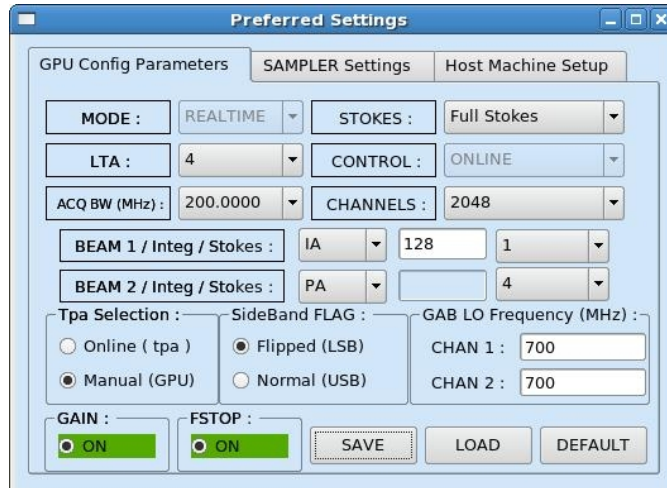 Preferred Settings
GPU Config Parameters SAMPLER Settings Host Machine Setup
MODE : REALTIME STOKES : Full Stokes
LTA : 4 CONTROL : ONLINE
ACQ BW (MHz) : 200.0000 CHANNELS : 2048
BEAM 1 / Integ / Stokes : IA 128 1
BEAM 2 / Integ / Stokes : PA 4
Tpa Selection : SideBand FLAG : GAB LO Frequency (MHz) :
Online ( tpa ) Flipped (LSB) CHAN 1 : 700
Manual (GPU) Normal (USB) CHAN 2 : 700
GAIN : FSTOP :
ON ON SAVE LOAD DEFAULT